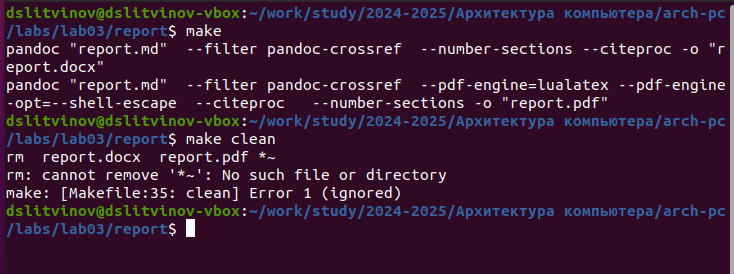 dslitvinov@dslitvinov-vbox:~/work/study/2024-2025/Архитектура компьютера/arch-pc
/labs/lab03/report$ make
pandoc "report.md"  --filter pandoc-crossref  --number-sections --citeproc -o "r
eport.docx"
pandoc "report.md"  --filter pandoc-crossref  --pdf-engine=lualatex --pdf-engine
-opt=--shell-escape  --citeproc   --number-sections -o "report.pdf"
dslitvinov@dslitvinov-vbox:~/work/study/2024-2025/Архитектура компьютера/arch-pc
/labs/lab03/report$ make clean
rm  report.docx  report.pdf *~
rm: cannot remove '*~': No such file or directory
make: [Makefile:35: clean] Error 1 (ignored)
dslitvinov@dslitvinov-vbox:~/work/study/2024-2025/Архитектура компьютера/arch-pc
/labs/lab03/report$